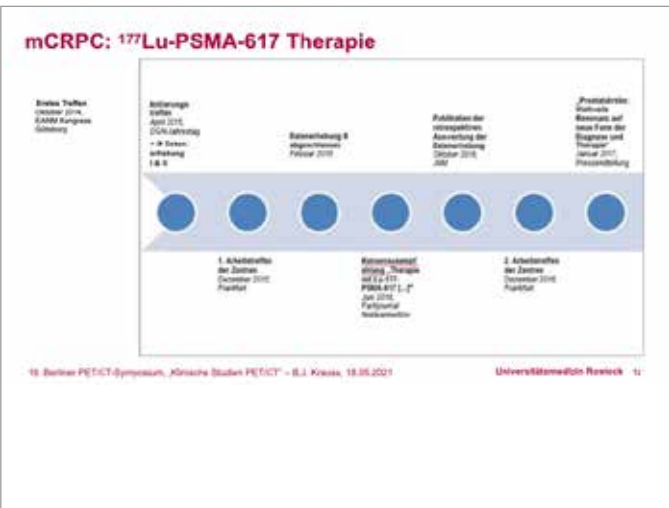 mCRPC: ¹⁷⁷Lu-PSMA-617 Therapie
Erstes Treffen
Oktober 2014,
EANM Kongress
Göteborg
treffen
April 2015,
DGN-Jahrestag
erhebung
I & II
Datenerhebung II
abgeschlossen
Februar 2016
Publikation der
retrospektiven
Auswertung der
Datenerhebung
Oktober 2016,
JNM
„Prostatakrebs:
Weltweite
Resonanz auf
neue Form der
Diagnose und
Therapie"
Januar 2017,
Pressemitteilung
1. Arbeitstreffen
der Zentren
Dezember 2015
Frankfurt
Konsensusempf
ehlung „Therapie
mit Lu-177-
PSMA-617 [...]"
Juni 2016,
Fachjournal
Nuklearmedizin
2. Arbeitstreffen
der Zentren
Dezember 2016
Frankfurt
Berliner PET/CT-Symposium, „Klinische Studien PET/CT" – B.J. Krause, 18.05.2021
Universitätsmedizin Rostock